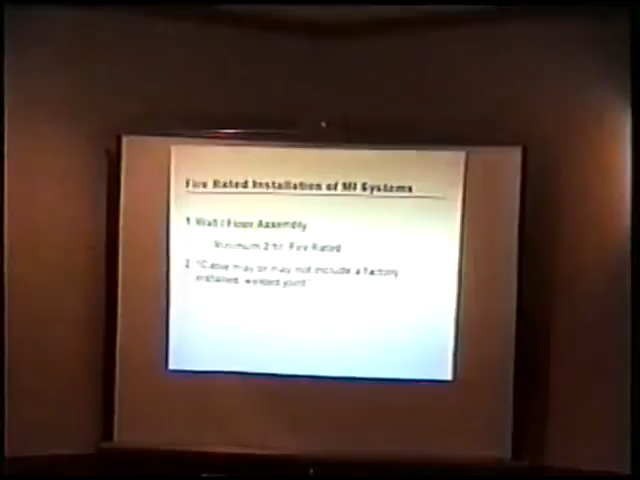 Fire Rated Installation of MI Systems
1 Wall / Floor Assembly
Minimum 2 hr Fire Rated
2 "Cable may or may not include a factory
installed, welded joint"